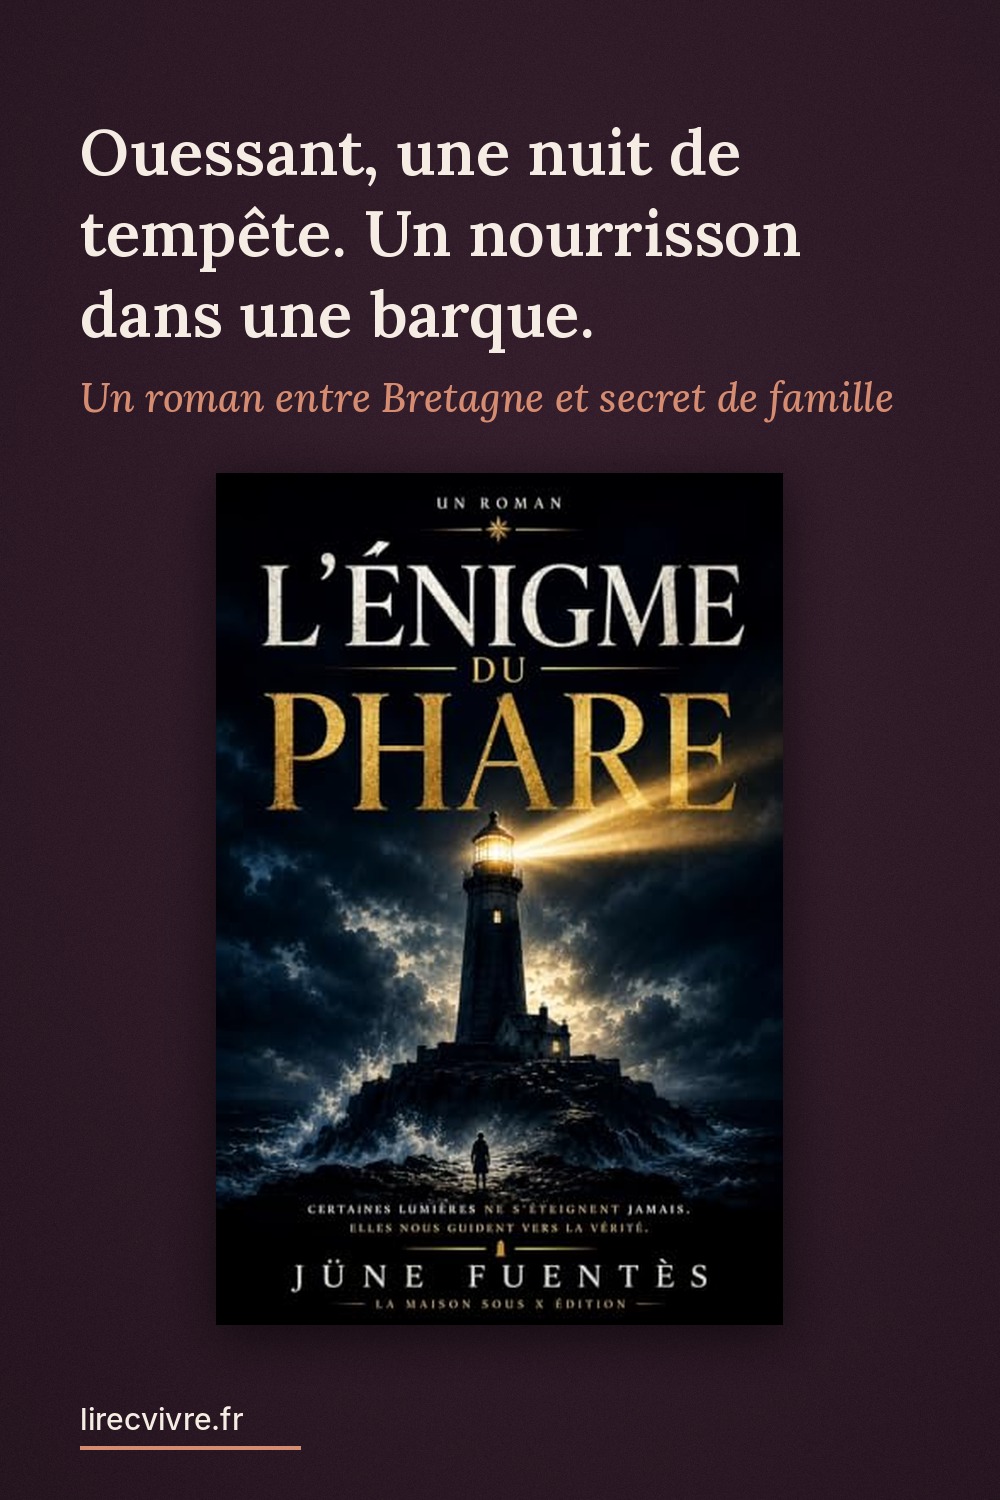 Ouessant, une nuit de
tempête. Un nourrisson
dans une barque.
Un roman entre Bretagne et secret de famille
UN ROMAN
L'ÉNIGME
DU
PHARE
CERTAINES LUMIÈRES NE S'ÉTEIGNENT JAMAIS.
ELLES NOUS GUIDENT VERS LA VÉRITÉ.
JÜNE FUENTÈS
LA MAISON SOUS X ÉDITION
lirecvivre.fr